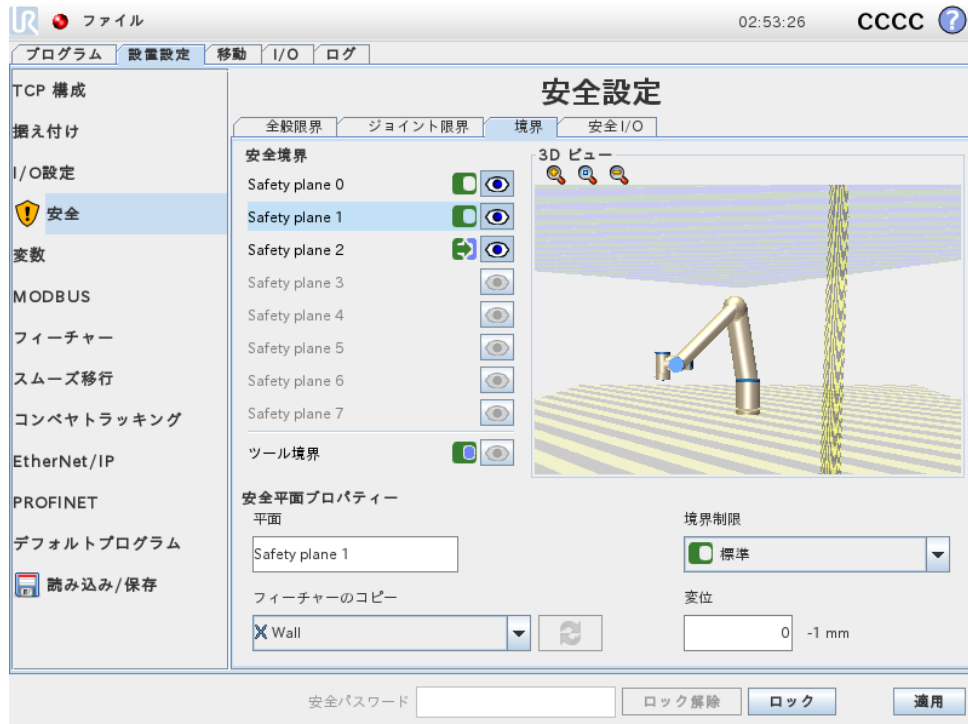 UR ファイル 02:53:26 CCCC ?
プログラム 設置設定 移動 I/O ログ
TCP 構成
据え付け
I/O設定
安全
変数
MODBUS
フィーチャー
スムーズ移行
コンベヤトラッキング
EtherNet/IP
PROFINET
デフォルトプログラム
読み込み/保存
安全設定
全般限界 ジョイント限界 境界 安全I/O
安全境界
Safety plane 0
Safety plane 1
Safety plane 2
Safety plane 3
Safety plane 4
Safety plane 5
Safety plane 6
Safety plane 7
ツール境界
3D ビュー
安全平面プロパティー
平面
Safety plane 1
境界制限
標準
フィーチャーのコピー
Wall
変位
0 -1 mm
安全パスワード ロック解除 ロック 適用